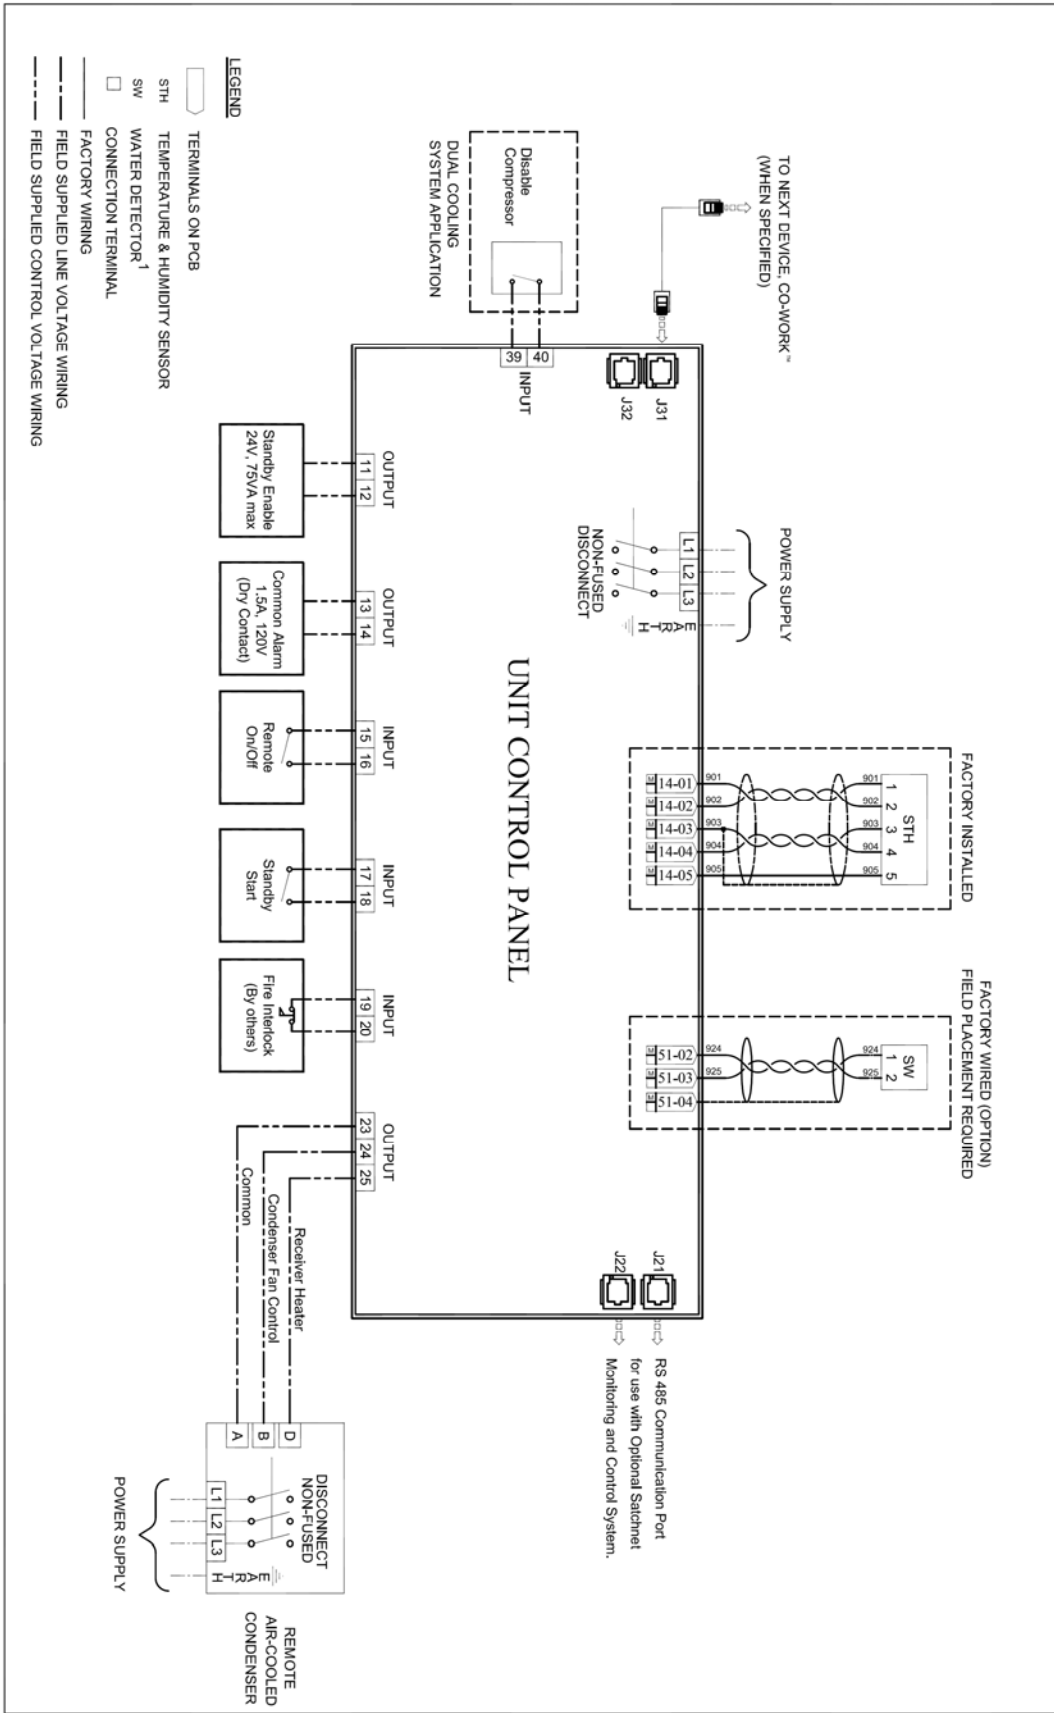 TO NEXT DEVICE, CO-WORK™
(WHEN SPECIFIED)
POWER SUPPLY
FACTORY INSTALLED
FACTORY WIRED (OPTION)
FIELD PLACEMENT REQUIRED
STH
1 2 3 4 5
901 902 903 904 905
901 902 903 904 905
14-01 14-02 14-03 14-04 14-05
SW
1 2
924 925
924 925
51-02 51-03 51-04
L1 L2 L3
EARTH
NON-FUSED
DISCONNECT
J31
J32
J21
J22
RS 485 Communication Port
for use with Optional Satchnet
Monitoring and Control System.
UNIT CONTROL PANEL
Disable
Compressor
DUAL COOLING
SYSTEM APPLICATION
39 40
INPUT
OUTPUT
11 12
Standby Enable
24V, 75VA max
OUTPUT
13 14
Common Alarm
1.5A, 120V
(Dry Contact)
INPUT
15 16
Remote
On/Off
INPUT
17 18
Standby
Start
INPUT
19 20
Fire Interlock
(By others)
OUTPUT
23 24 25
Receiver Heater
Condenser Fan Control
Common
D
B
A
DISCONNECT
NON-FUSED
L1 L2 L3
EARTH
POWER SUPPLY
REMOTE
AIR-COOLED
CONDENSER
LEGEND
TERMINALS ON PCB
STH TEMPERATURE & HUMIDITY SENSOR
SW WATER DETECTOR1
CONNECTION TERMINAL
FACTORY WIRING
FIELD SUPPLIED LINE VOLTAGE WIRING
FIELD SUPPLIED CONTROL VOLTAGE WIRING